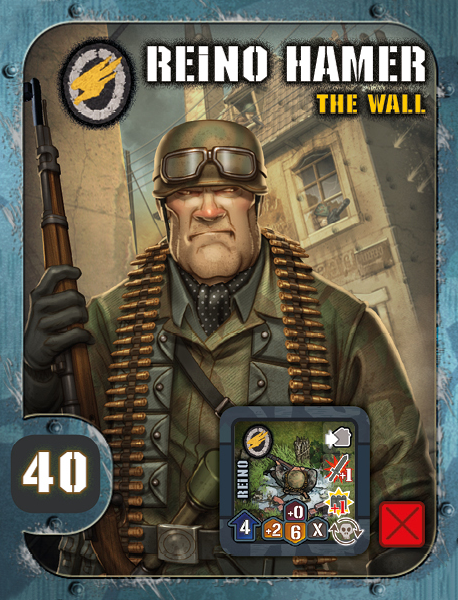 REINO HAMER
THE WALL
40
REINO
+1
+1
+0
4
+2
6
X